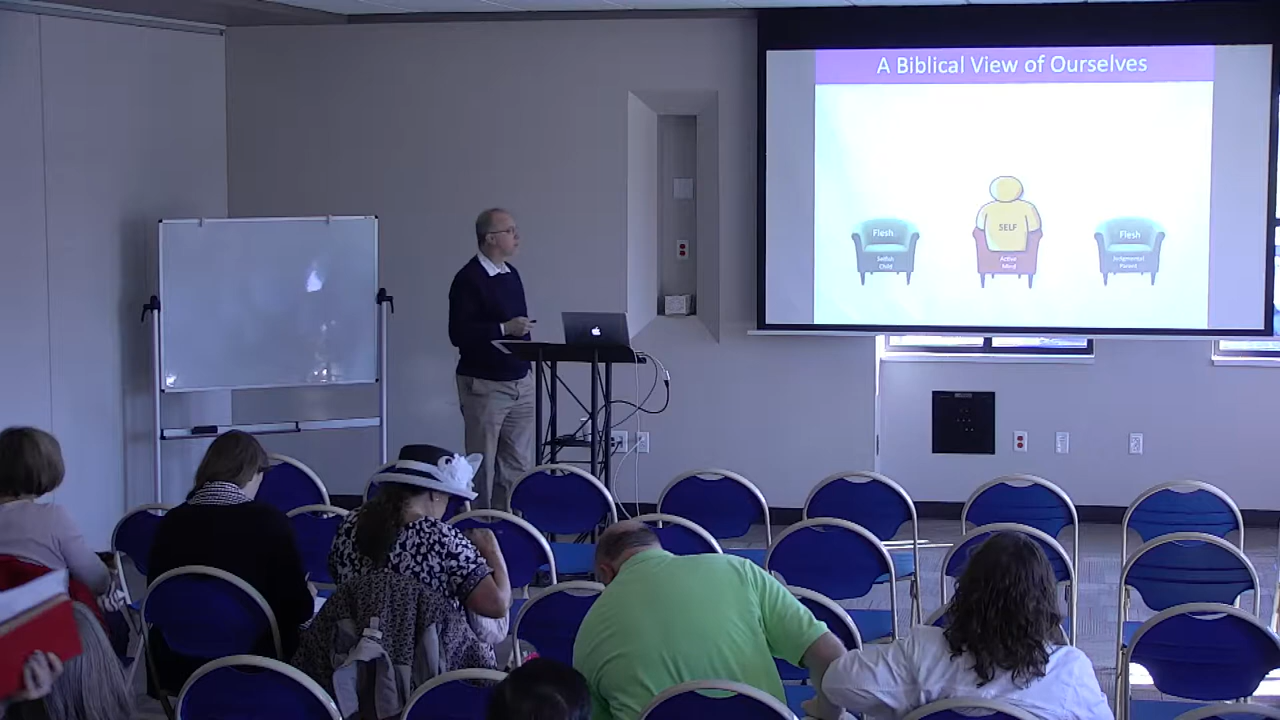 A Biblical View of Ourselves
SELF
Flesh
Selfish
Child
Active
Mind
Flesh
Judgmental
Parent